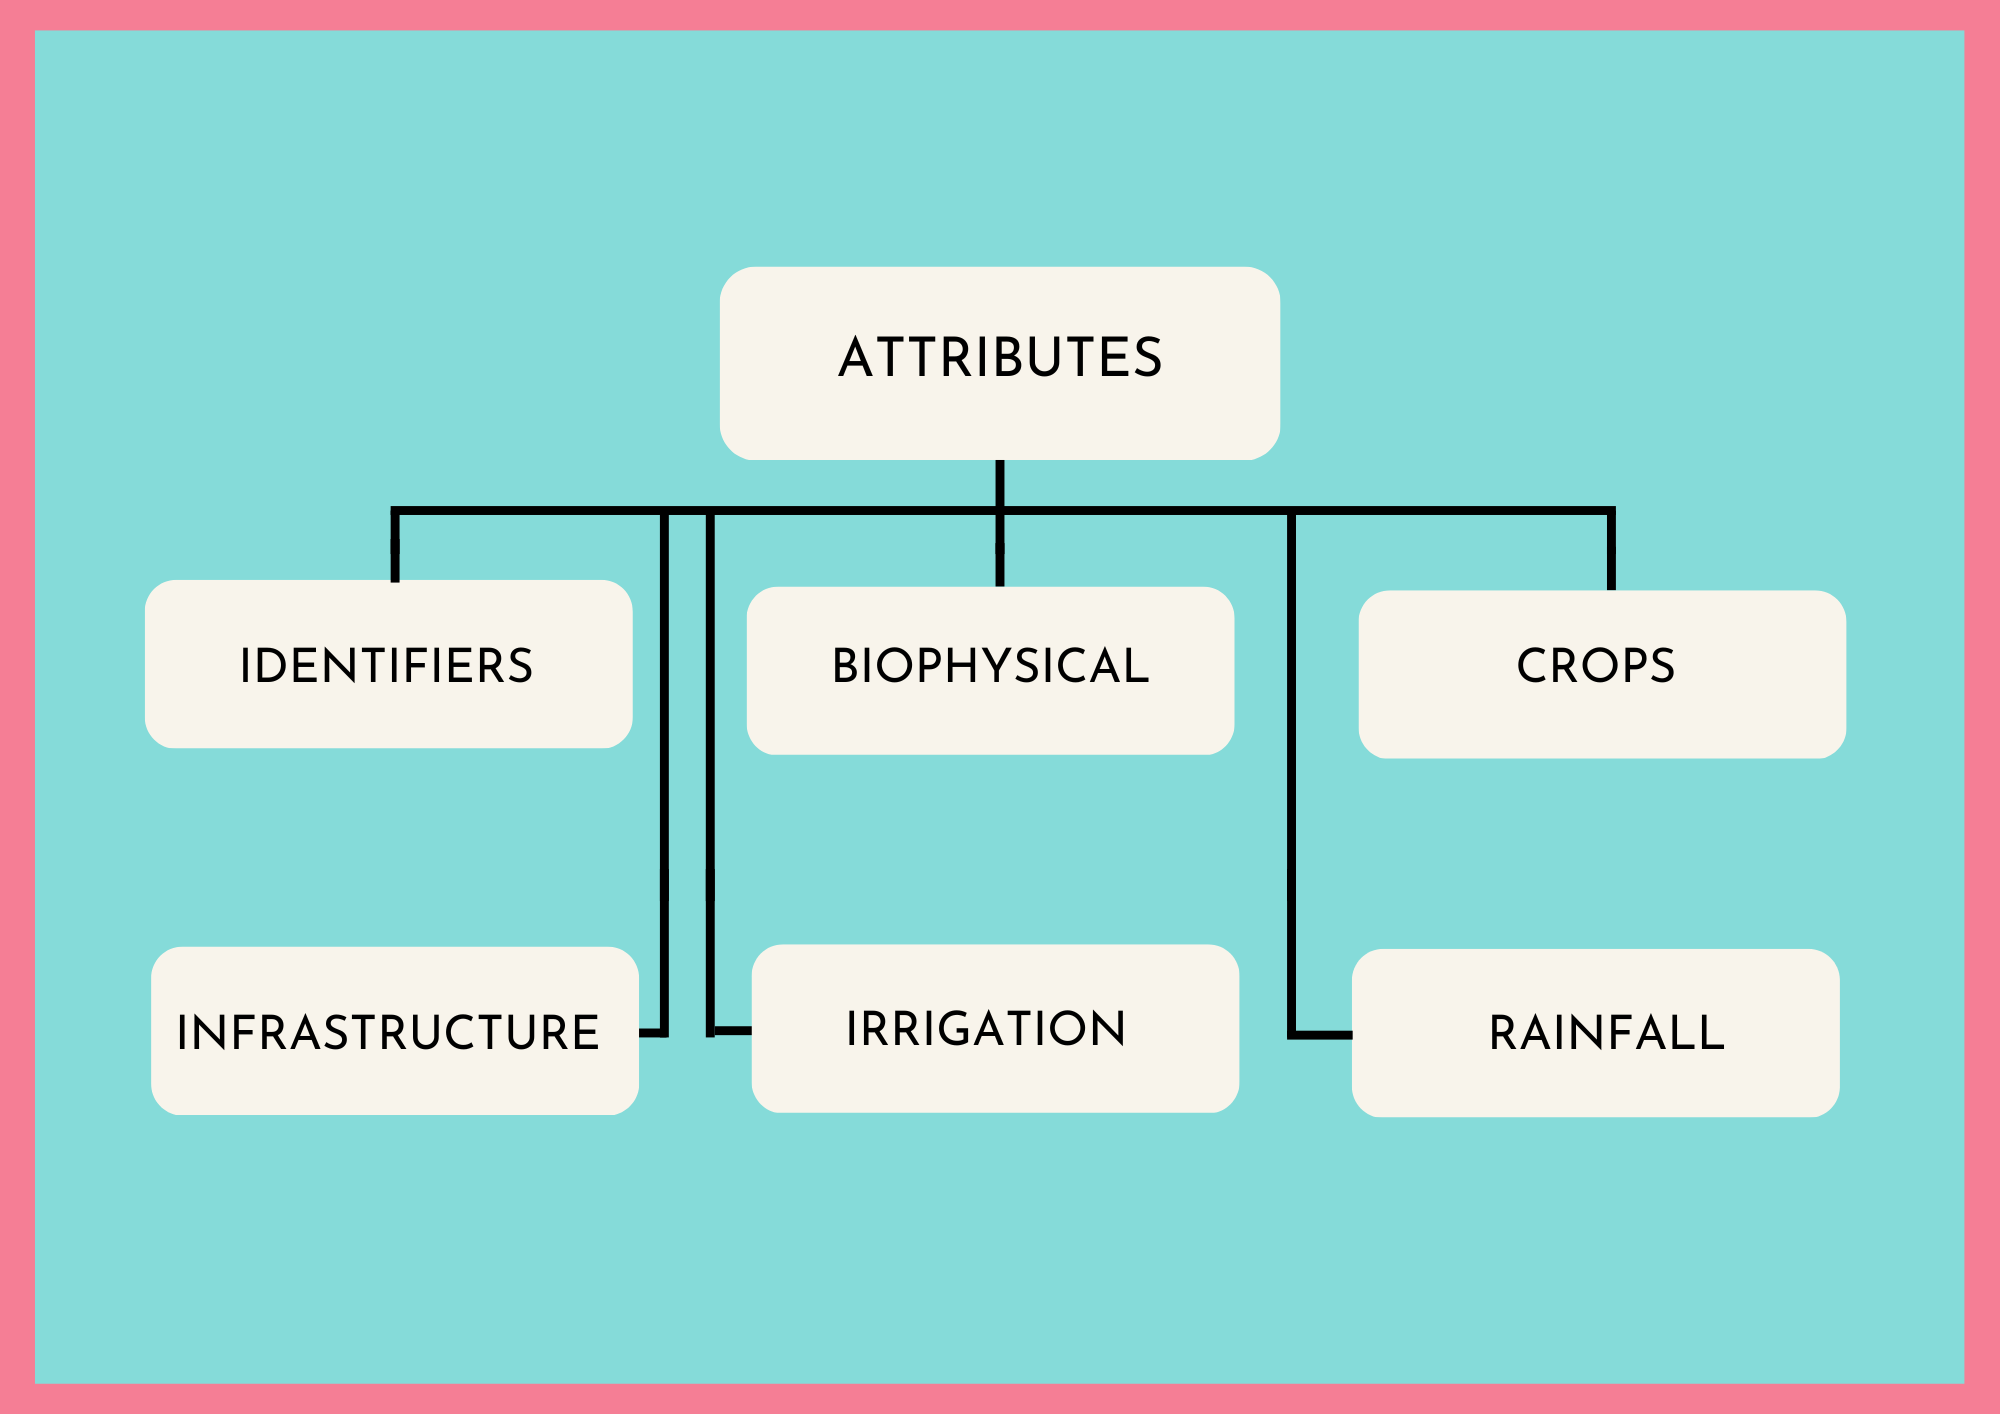 ATTRIBUTES
IDENTIFIERS
BIOPHYSICAL
CROPS
INFRASTRUCTURE
IRRIGATION
RAINFALL